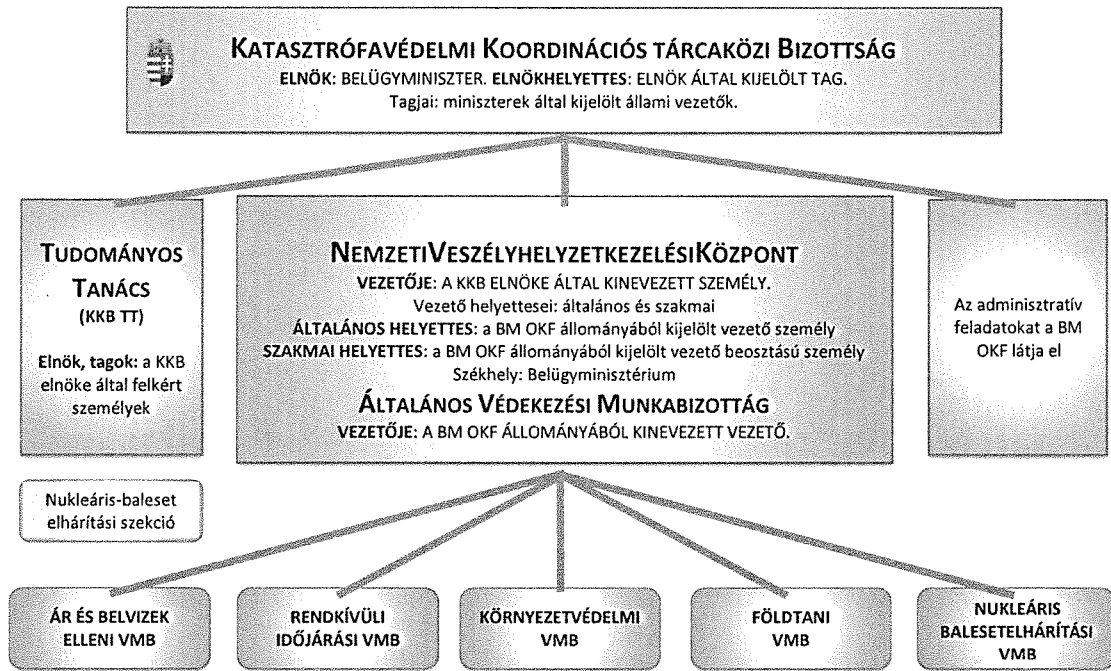 KATASZTRÓFAVÉDELMI KOORDINÁCIÓS TÁRCAKÖZI BIZOTTSÁG
ELNÖK: BELÜGYMINISZTER. ELNÖKHELYETTES: ELNÖK ÁLTAL KIJELÖLT TAG.
Tagjai: miniszterek által kijelölt állami vezetők.
TUDOMÁNYOS
TANÁCS
(KKB TT)
Elnök, tagok: a KKB
elnöke által felkért
személyek
NEMZETIVESZÉLYHELYZETKEZELÉSIKÖZPONT
VEZETŐJE: A KKB ELNÖKE ÁLTAL KINEVEZETT SZEMÉLY.
Vezető helyettesei: általános és szakmai
ÁLTALÁNOS HELYETTES: a BM OKF állományából kijelölt vezető személy
SZAKMAI HELYETTES: a BM OKF állományából kijelölt vezető beosztású személy
Székhely: Belügyminisztérium
ÁLTALÁNOS VÉDEKEZÉSI MUNKABIZOTTÁG
VEZETŐJE: A BM OKF ÁLLOMÁNYÁBÓL KINEVEZETT VEZETŐ.
Az adminisztratív
feladatokat a BM
OKF látja el
Nukleáris-baleset
elhárítási szekció
ÁR ÉS BELVIZEK
ELLENI VMB
RENDKÍVÜLI
IDŐJÁRÁSI VMB
KÖRNYEZETVÉDELMI
VMB
FÖLDTANI
VMB
NUKLEÁRIS
BALESETELHÁRÍTÁSI
VMB